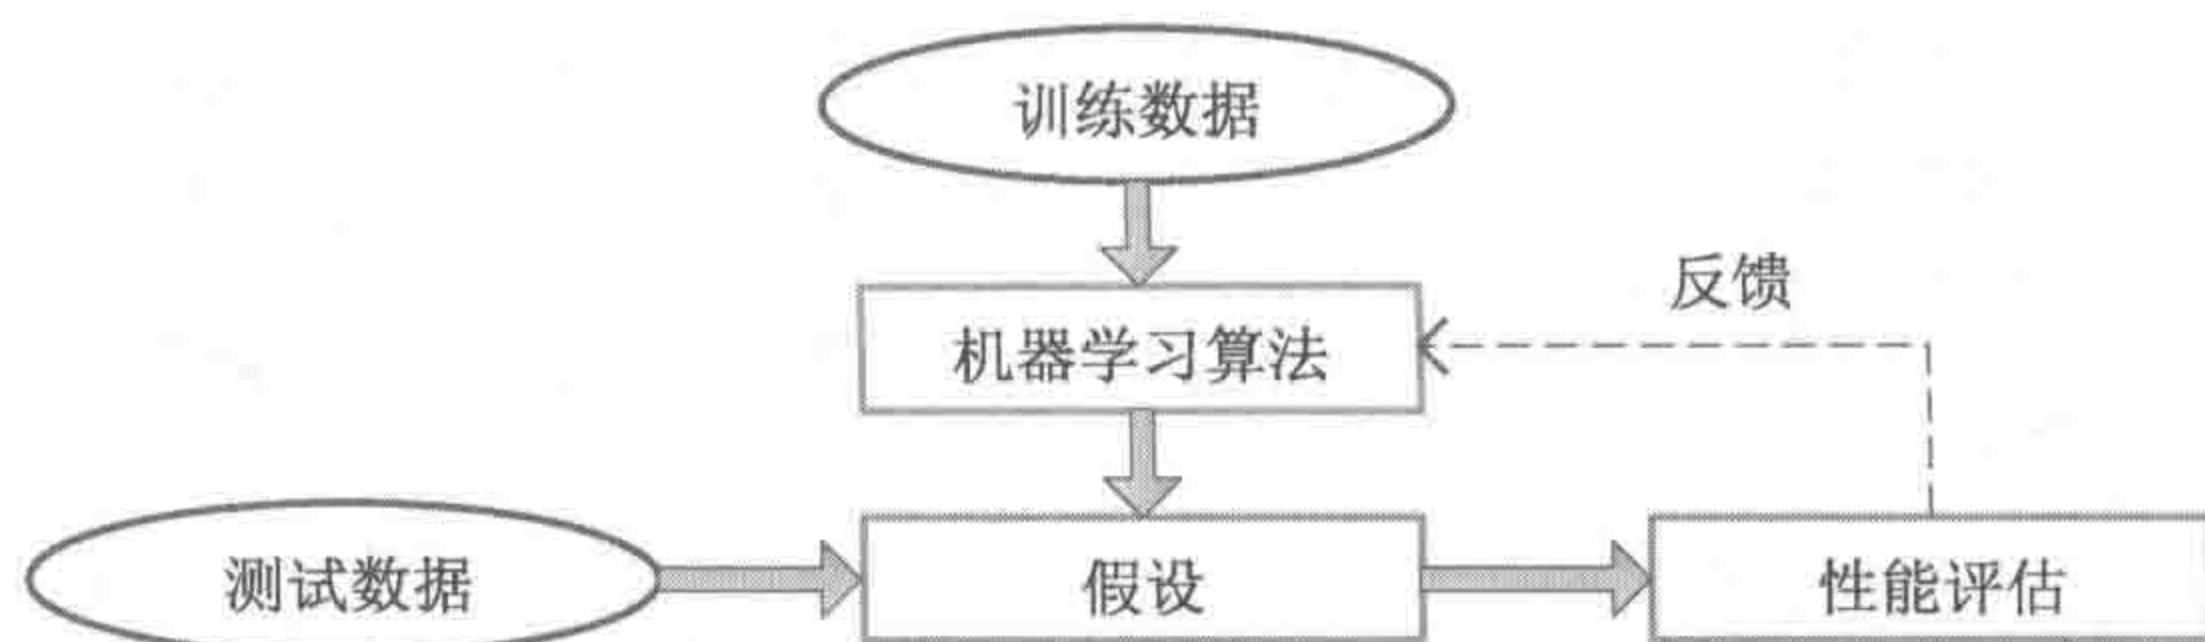 训练数据
反馈
机器学习算法
测试数据
假设
性能评估